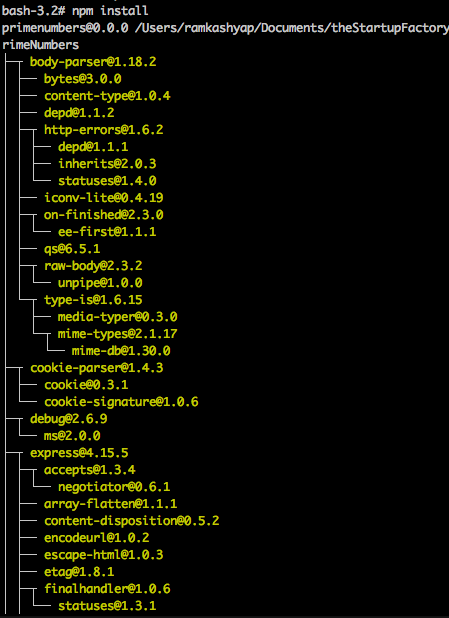 bash-3.2# npm install
primenumbers@0.0.0 /Users/ramkashyap/Documents/theStartupFactory
rimeNumbers
body-parser@1.18.2
bytes@3.0.0
content-type@1.0.4
depd@1.1.2
http-errors@1.6.2
depd@1.1.1
inherits@2.0.3
statuses@1.4.0
iconv-lite@0.4.19
on-finished@2.3.0
ee-first@1.1.1
qs@6.5.1
raw-body@2.3.2
unpipe@1.0.0
type-is@1.6.15
media-typer@0.3.0
mime-types@2.1.17
mime-db@1.30.0
cookie-parser@1.4.3
cookie@0.3.1
cookie-signature@1.0.6
debug@2.6.9
ms@2.0.0
express@4.15.5
accepts@1.3.4
negotiator@0.6.1
array-flatten@1.1.1
content-disposition@0.5.2
encodeurl@1.0.2
escape-html@1.0.3
etag@1.8.1
finalhandler@1.0.6
statuses@1.3.1